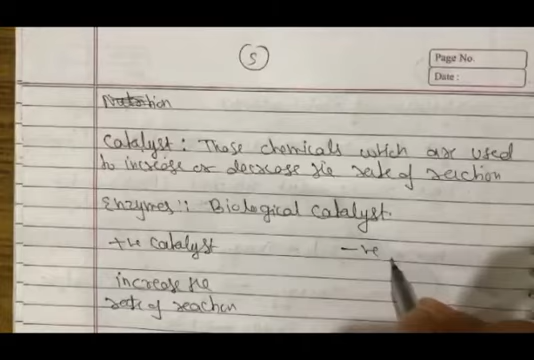 5
Page No.
Date :
Nutrition
Catalyst : Those chemicals which are used
to increase or decrease the rate of reaction
Enzymes : Biological Catalyst.
+ve Catalyst -ve
increase the
rate of reaction